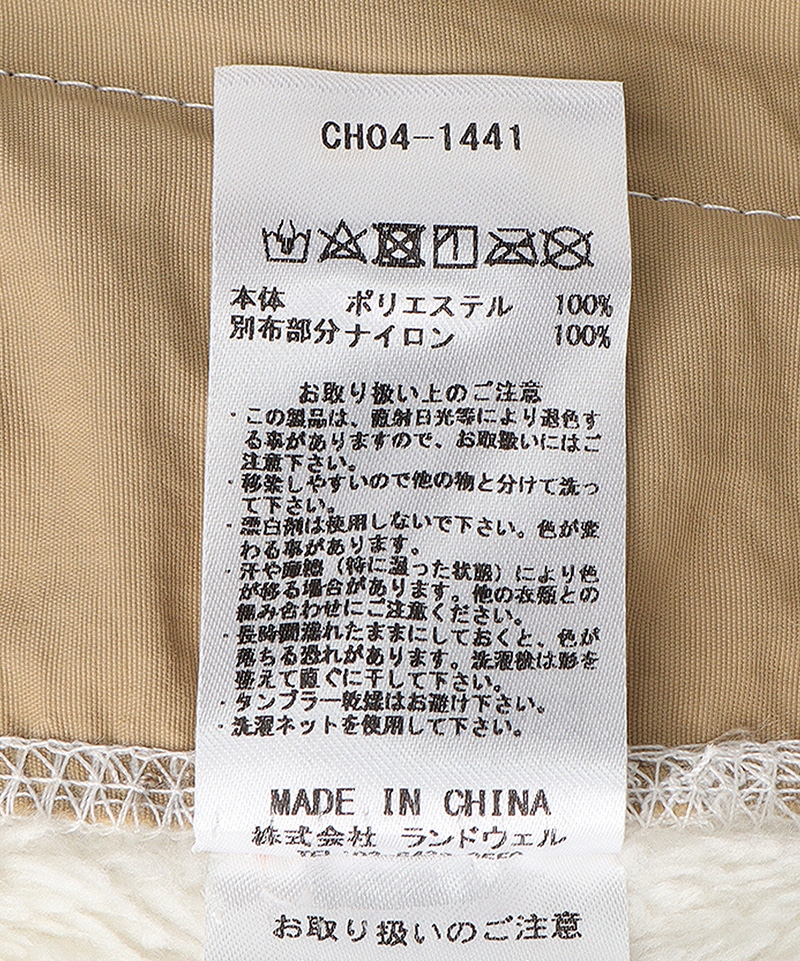 CH04-1441
本体 ポリエステル 100%
別布部分 ナイロン 100%
お取り扱い上のご注意
・この製品は、直射日光等により退色す
る事がありますので、お取扱いにはご
注意下さい。
・移染しやすいので他の物と分けて洗っ
て下さい。
・漂白剤は使用しないで下さい。色が変
わる事があります。
・汗や摩擦（特に湿った状態）により色
が移る場合があります。他の衣類との
組み合わせにご注意ください。
・長時間濡れたままにしておくと、色が
落ちる恐れがあります。洗濯後は形を
整えて直ぐに干して下さい。
・タンブラー乾燥はお避け下さい。
・洗濯ネットを使用して下さい。
MADE IN CHINA
株式会社 ランドウェル
お取り扱いのご注意